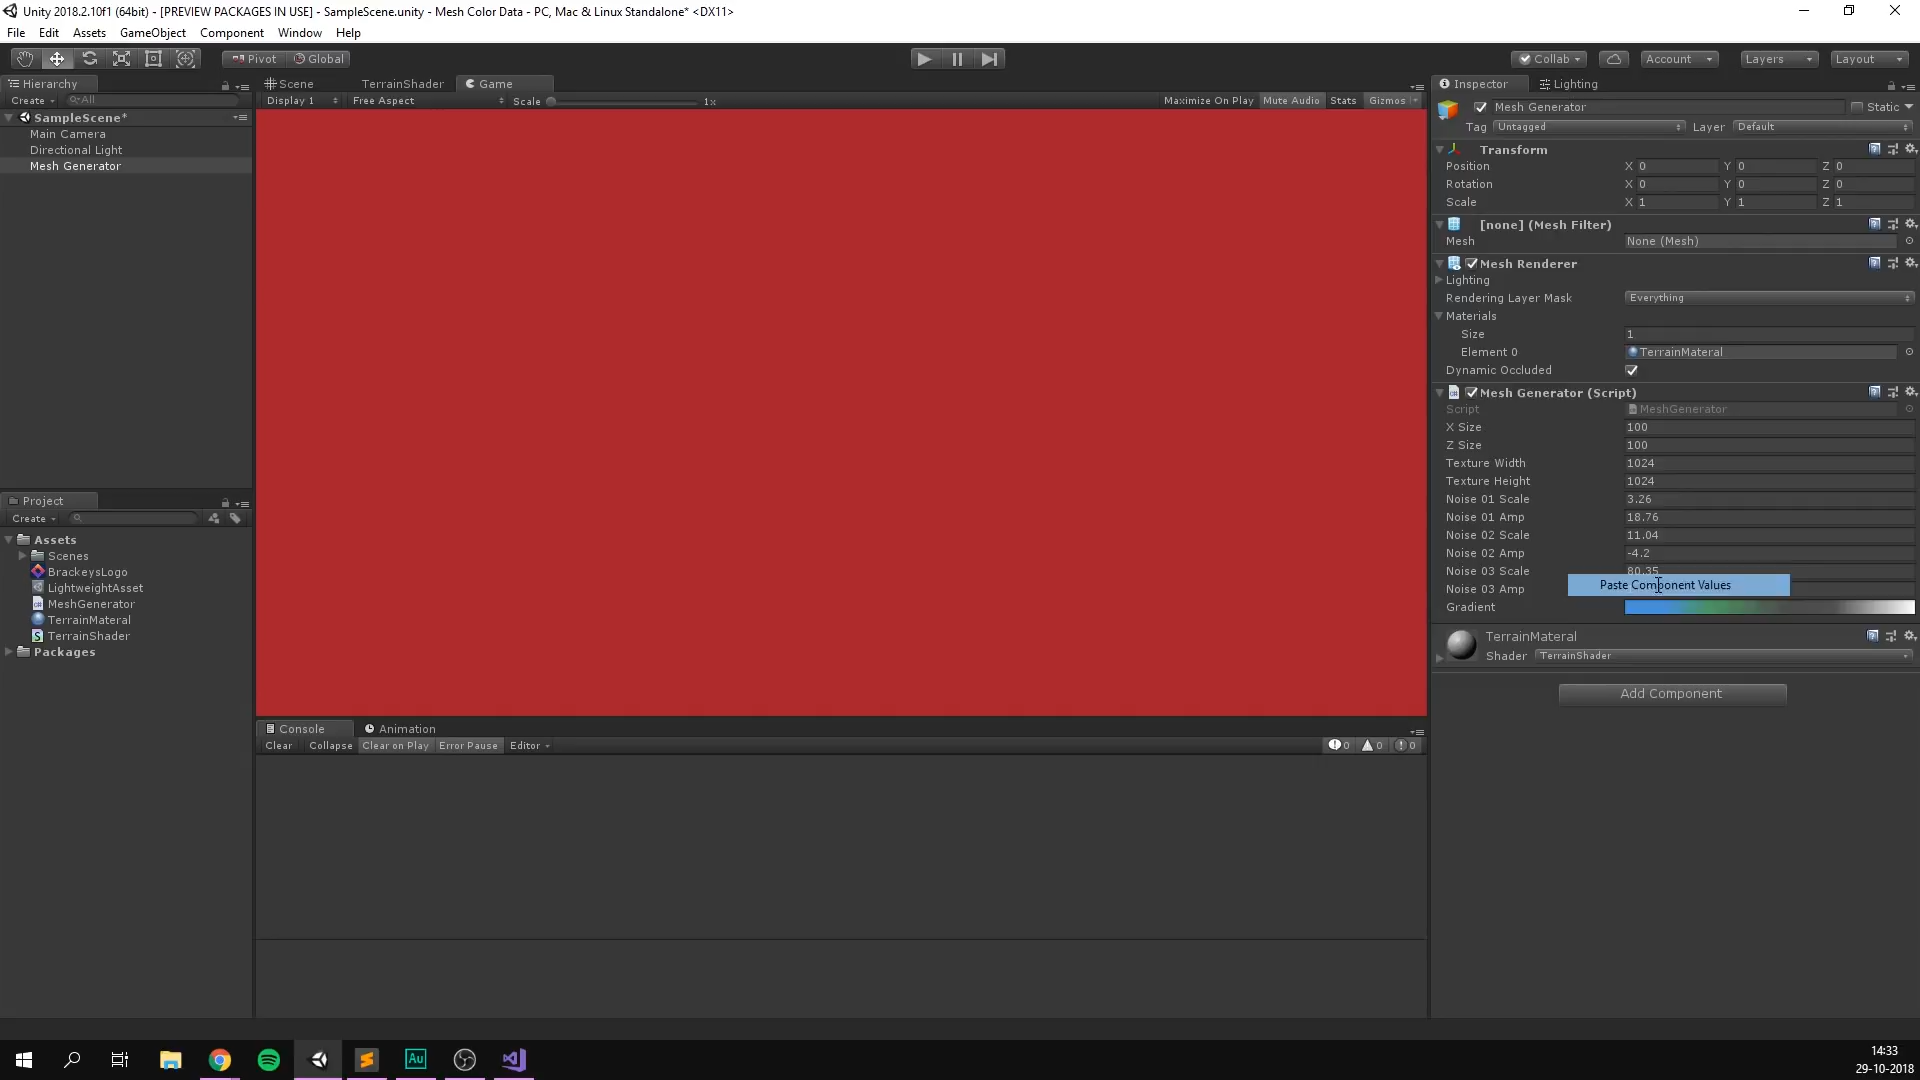 Unity 2018.2.10f1 (64bit) - [PREVIEW PACKAGES IN USE] - SampleScene.unity - Mesh Color Data - PC, Mac & Linux Standalone* <DX11>
File Edit Assets GameObject Component Window Help
Pivot Global Collab Account Layers Layout
Hierarchy
Create All
SampleScene*
Main Camera
Directional Light
Mesh Generator
Project
Create
Assets
Scenes
BrackeysLogo
LightweightAsset
MeshGenerator
TerrainMateral
TerrainShader
Packages
Scene TerrainShader Game
Display 1 Free Aspect Scale 1x Maximize On Play Mute Audio Stats Gizmos
Console Animation
Clear Collapse Clear on Play Error Pause Editor 0 0 0
Inspector Lighting
Mesh Generator Static
Tag Untagged Layer Default
Transform
Position X 0 Y 0 Z 0
Rotation X 0 Y 0 Z 0
Scale X 1 Y 1 Z 1
[none] (Mesh Filter)
Mesh None (Mesh)
Mesh Renderer
Lighting
Rendering Layer Mask Everything
Materials
Size 1
Element 0 TerrainMateral
Dynamic Occluded
Mesh Generator (Script)
Script MeshGenerator
X Size 100
Z Size 100
Texture Width 1024
Texture Height 1024
Noise 01 Scale 3.26
Noise 01 Amp 18.76
Noise 02 Scale 11.04
Noise 02 Amp -4.2
Noise 03 Scale 80.35
Paste Component Values
Noise 03 Amp
Gradient
TerrainMateral
Shader TerrainShader
Add Component
Au
14:33
29-10-2018